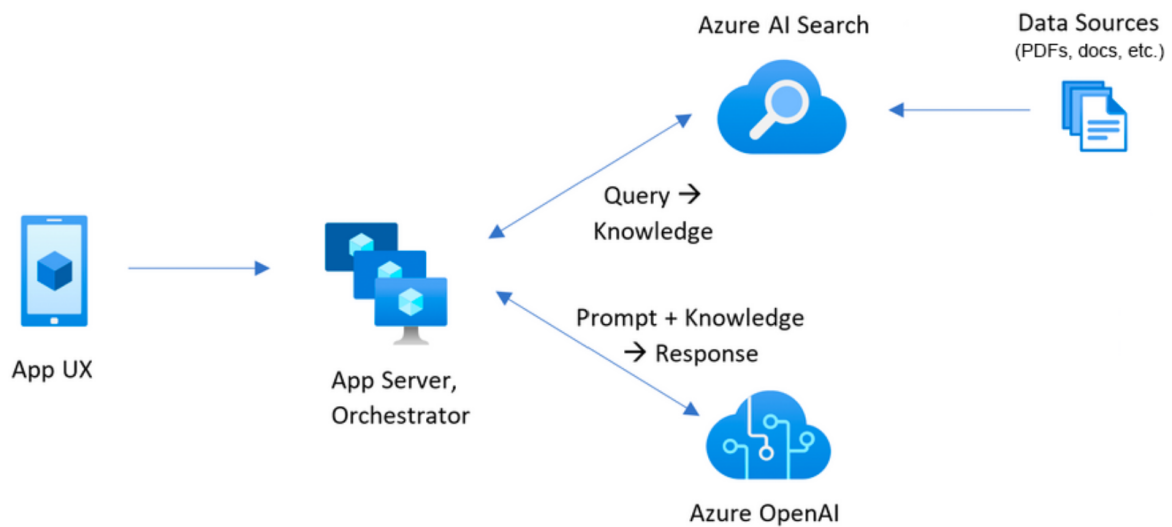 Azure AI Search
Data Sources
(PDFs, docs, etc.)
Query →
Knowledge
Prompt + Knowledge
→ Response
App UX
App Server,
Orchestrator
Azure OpenAI